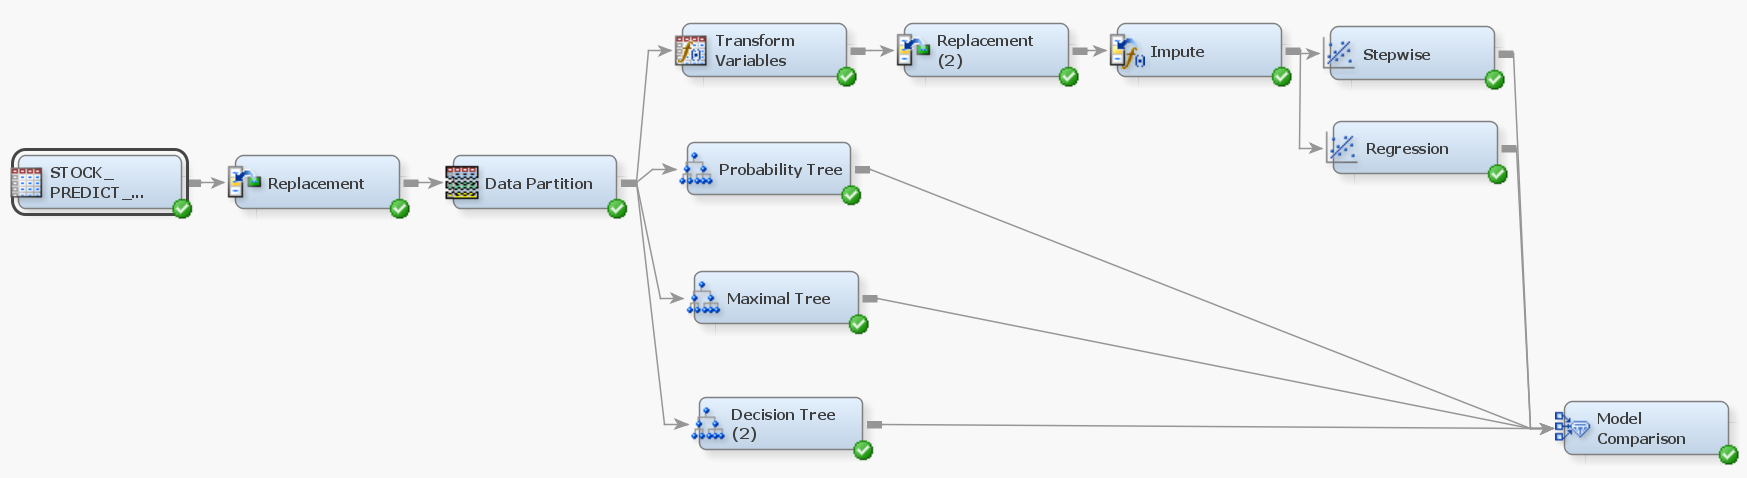 STOCK_
PREDICT_...
Replacement
Data Partition
Transform
Variables
Replacement
(2)
Impute
Stepwise
Regression
Probability Tree
Maximal Tree
Decision Tree
(2)
Model
Comparison